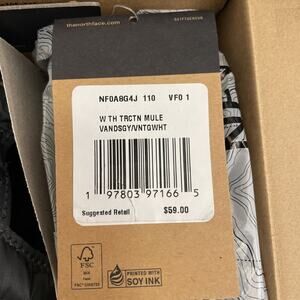 thenorthface.com
NF0A8G4J 110 VF0 1
W TH TRCTN MULE
VANDSGY/VNTGWHT
1 97803 97166 5
Suggested Retail $59.00
FSC
MIX
PRINTED WITH
SOY INK